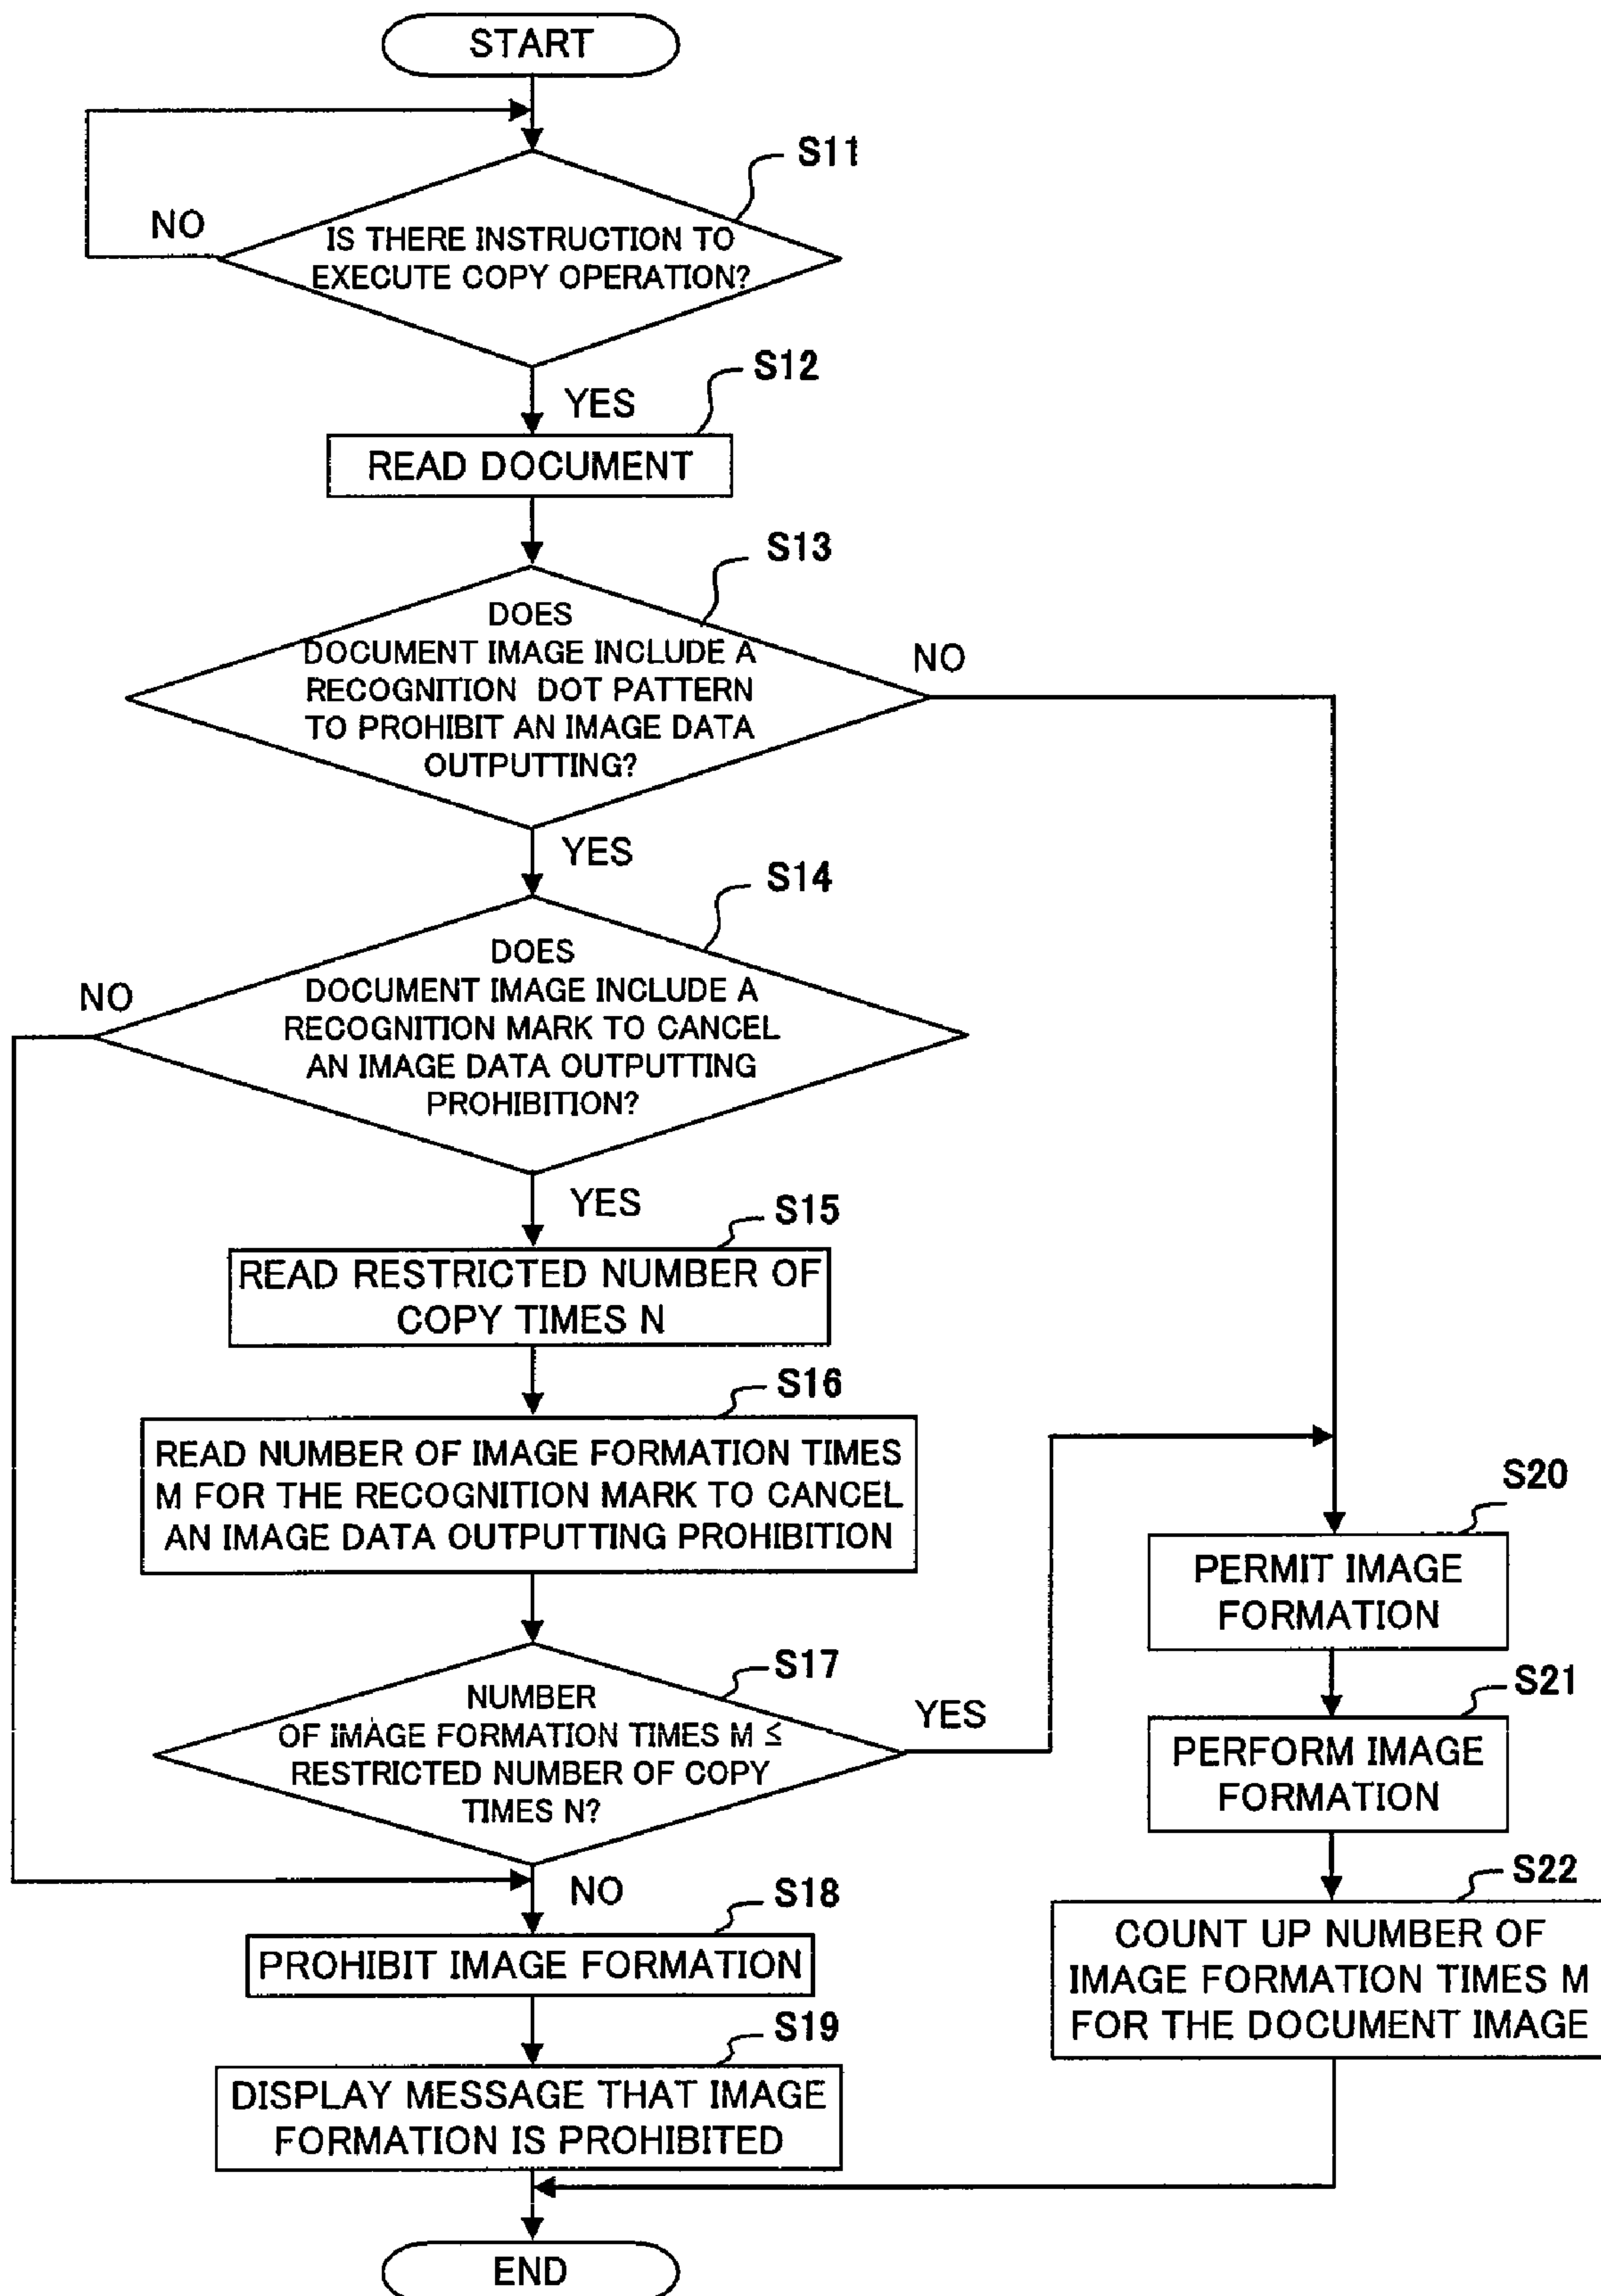 START
S11
NO
IS THERE INSTRUCTION TO
EXECUTE COPY OPERATION?
S12
YES
READ DOCUMENT
S13
DOES
DOCUMENT IMAGE INCLUDE A
RECOGNITION DOT PATTERN
TO PROHIBIT AN IMAGE DATA
OUTPUTTING?
NO
YES
S14
DOES
DOCUMENT IMAGE INCLUDE A
RECOGNITION MARK TO CANCEL
AN IMAGE DATA OUTPUTTING
PROHIBITION?
NO
YES
S15
READ RESTRICTED NUMBER OF
COPY TIMES N
S16
READ NUMBER OF IMAGE FORMATION TIMES
M FOR THE RECOGNITION MARK TO CANCEL
AN IMAGE DATA OUTPUTTING PROHIBITION
S17
NUMBER
OF IMAGE FORMATION TIMES M ≤
RESTRICTED NUMBER OF COPY
TIMES N?
YES
NO
S18
PROHIBIT IMAGE FORMATION
S19
DISPLAY MESSAGE THAT IMAGE
FORMATION IS PROHIBITED
S20
PERMIT IMAGE
FORMATION
S21
PERFORM IMAGE
FORMATION
S22
COUNT UP NUMBER OF
IMAGE FORMATION TIMES M
FOR THE DOCUMENT IMAGE
END